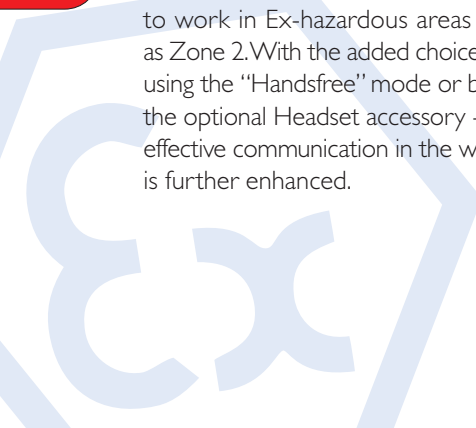 to work in Ex-hazardous areas
as Zone 2. With the added choice
using the “Handsfree” mode or
the optional Headset accessory -
effective communication in the
is further enhanced.
Ex